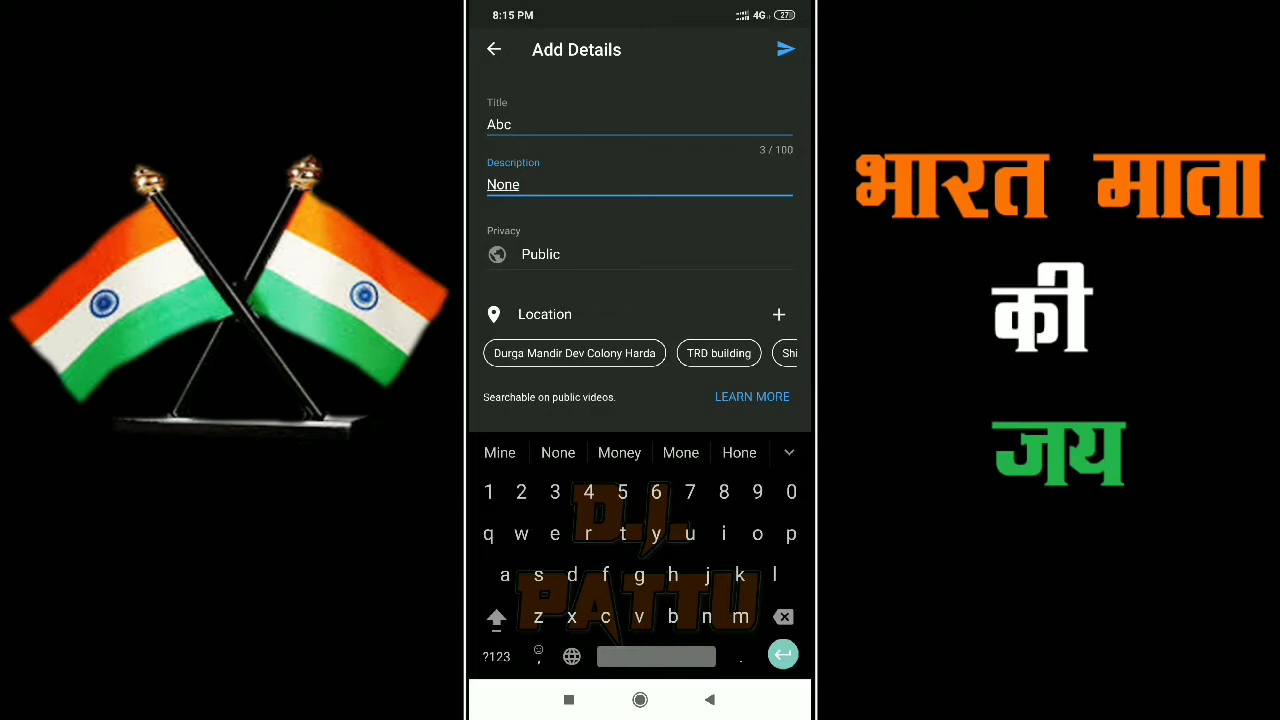 8:15 PM
4G
27
Add Details
Title
Abc
3 / 100
Description
None
Privacy
Public
Location
+
Durga Mandir Dev Colony Harda
TRD building
Shi
Searchable on public videos.
LEARN MORE
Mine None Money Mone Hone
1 2 3 4 5 6 7 8 9 0
q w e r t y u i o p
a s d f g h j k l
z x c v b n m
?123 , .
D.J.
PATTU
भारत माता
की
जय